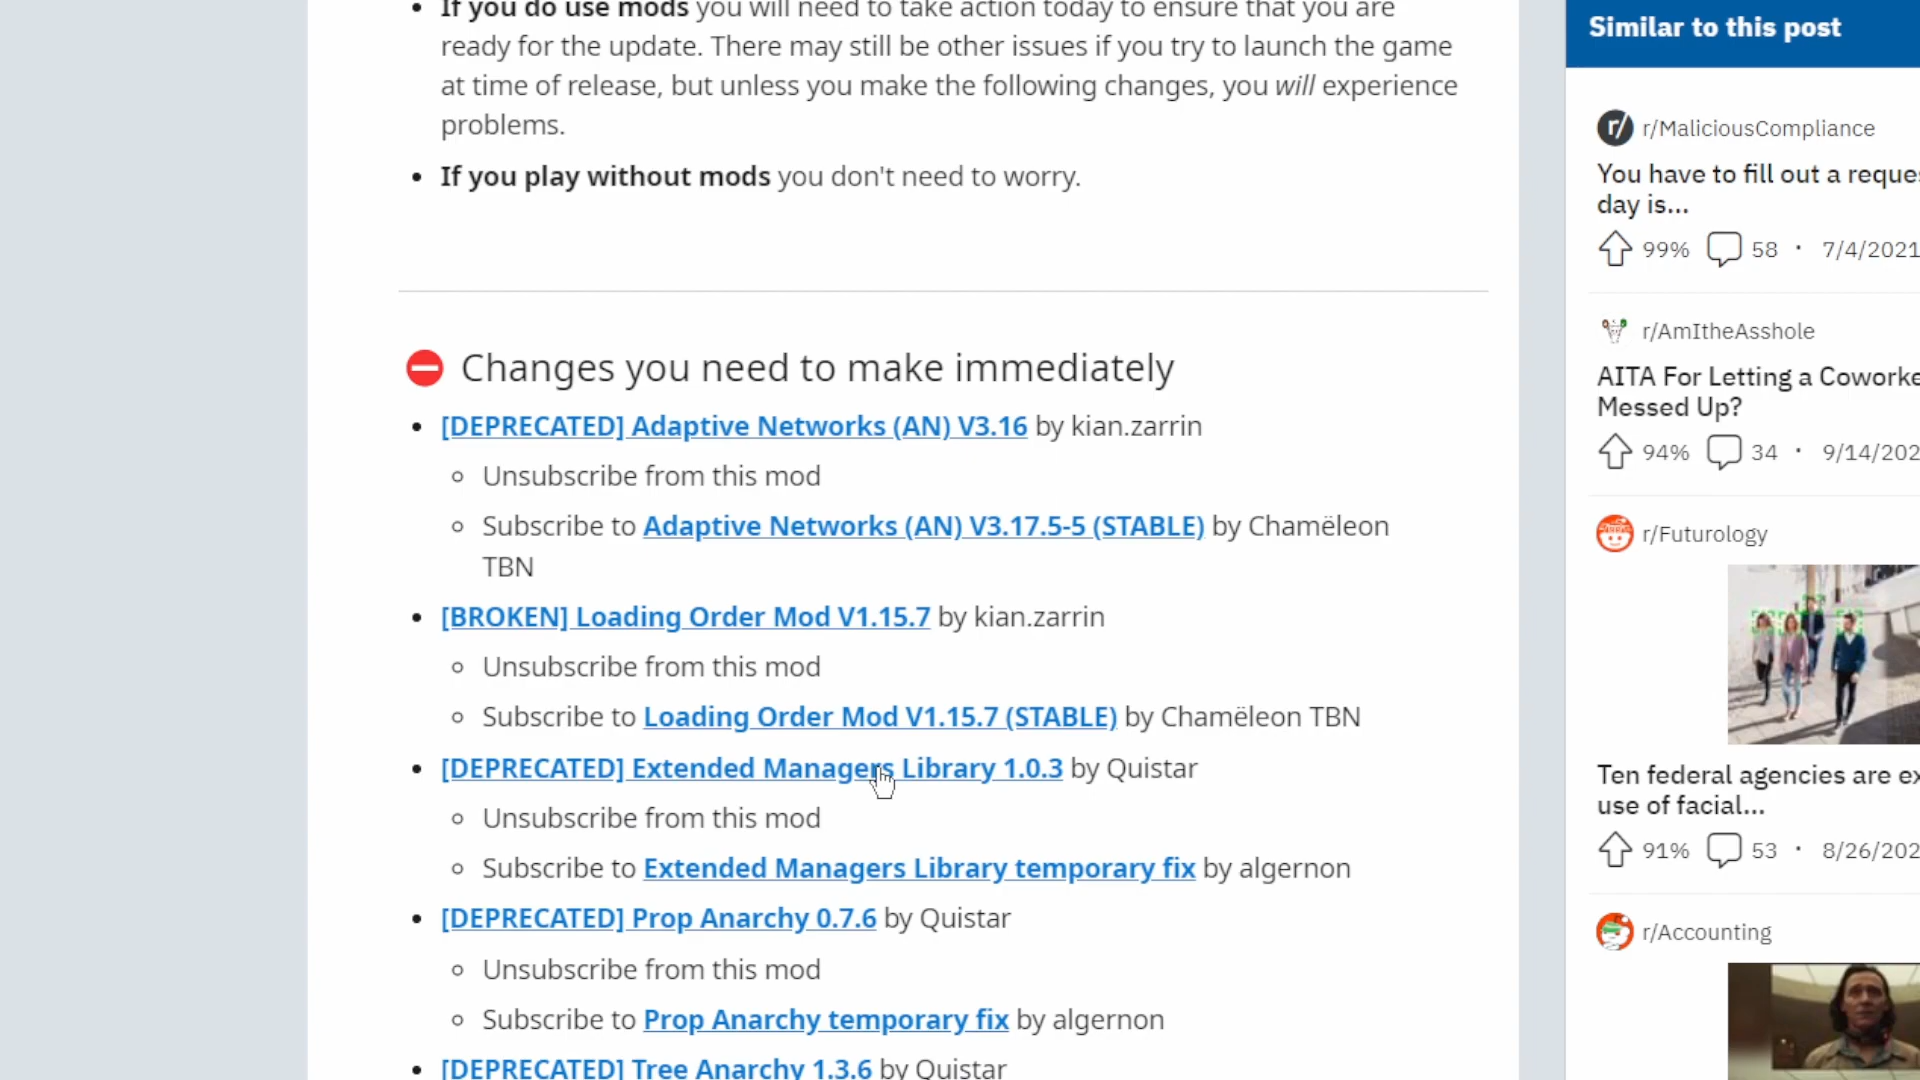 If you do use mods you will need to take action today to ensure that you are
ready for the update. There may still be other issues if you try to launch the game
at time of release, but unless you make the following changes, you will experience
problems.
If you play without mods you don't need to worry.
Changes you need to make immediately
[DEPRECATED] Adaptive Networks (AN) V3.16 by kian.zarrin
Unsubscribe from this mod
Subscribe to Adaptive Networks (AN) V3.17.5-5 (STABLE) by Chamëleon
TBN
[BROKEN] Loading Order Mod V1.15.7 by kian.zarrin
Unsubscribe from this mod
Subscribe to Loading Order Mod V1.15.7 (STABLE) by Chamëleon TBN
[DEPRECATED] Extended Managers Library 1.0.3 by Quistar
Unsubscribe from this mod
Subscribe to Extended Managers Library temporary fix by algernon
[DEPRECATED] Prop Anarchy 0.7.6 by Quistar
Unsubscribe from this mod
Subscribe to Prop Anarchy temporary fix by algernon
[DEPRECATED] Tree Anarchy 1.3.6 by Quistar
Similar to this post
r/ r/MaliciousCompliance
You have to fill out a reques
day is...
99% 58 · 7/4/2021
r/AmItheAsshole
AITA For Letting a Coworke
Messed Up?
94% 34 · 9/14/202
r/Futurology
Ten federal agencies are ex
use of facial...
91% 53 · 8/26/202
r/Accounting